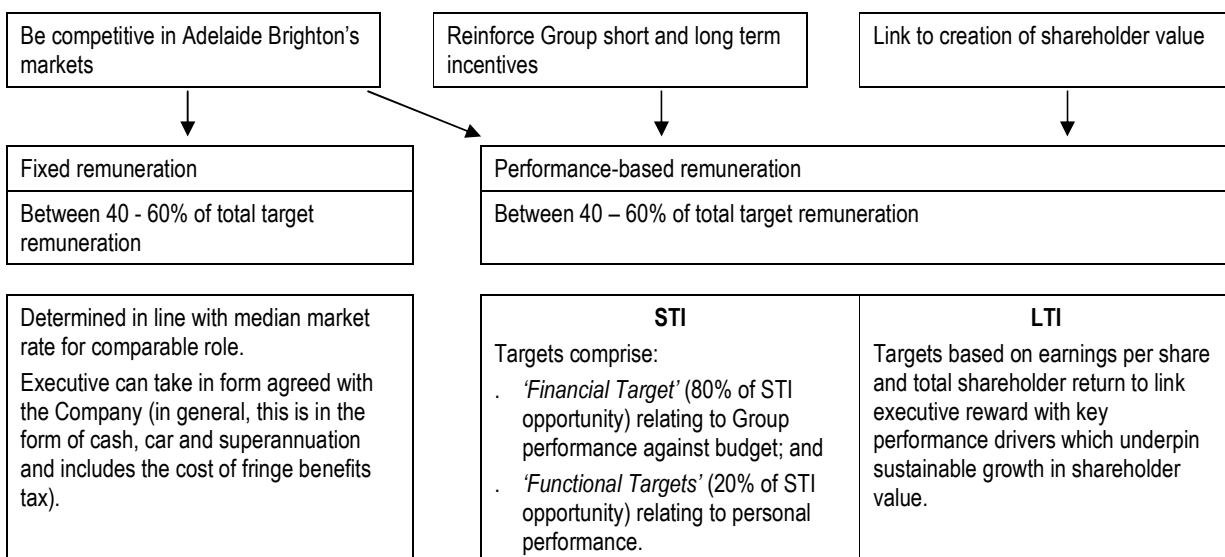 Be competitive in Adelaide Brighton’s
markets
Reinforce Group short and long term
incentives
Link to creation of shareholder value
Fixed remuneration
Between 40 - 60% of total target
remuneration
Performance-based remuneration
Between 40 – 60% of total target remuneration
Determined in line with median market
rate for comparable role.
Executive can take in form agreed with
the Company (in general, this is in the
form of cash, car and superannuation
and includes the cost of fringe benefits
tax).
STI
Targets comprise:
. ‘Financial Target’ (80% of STI
opportunity) relating to Group
performance against budget; and
. ‘Functional Targets’ (20% of STI
opportunity) relating to personal
performance.
LTI
Targets based on earnings per share
and total shareholder return to link
executive reward with key
performance drivers which underpin
sustainable growth in shareholder
value.